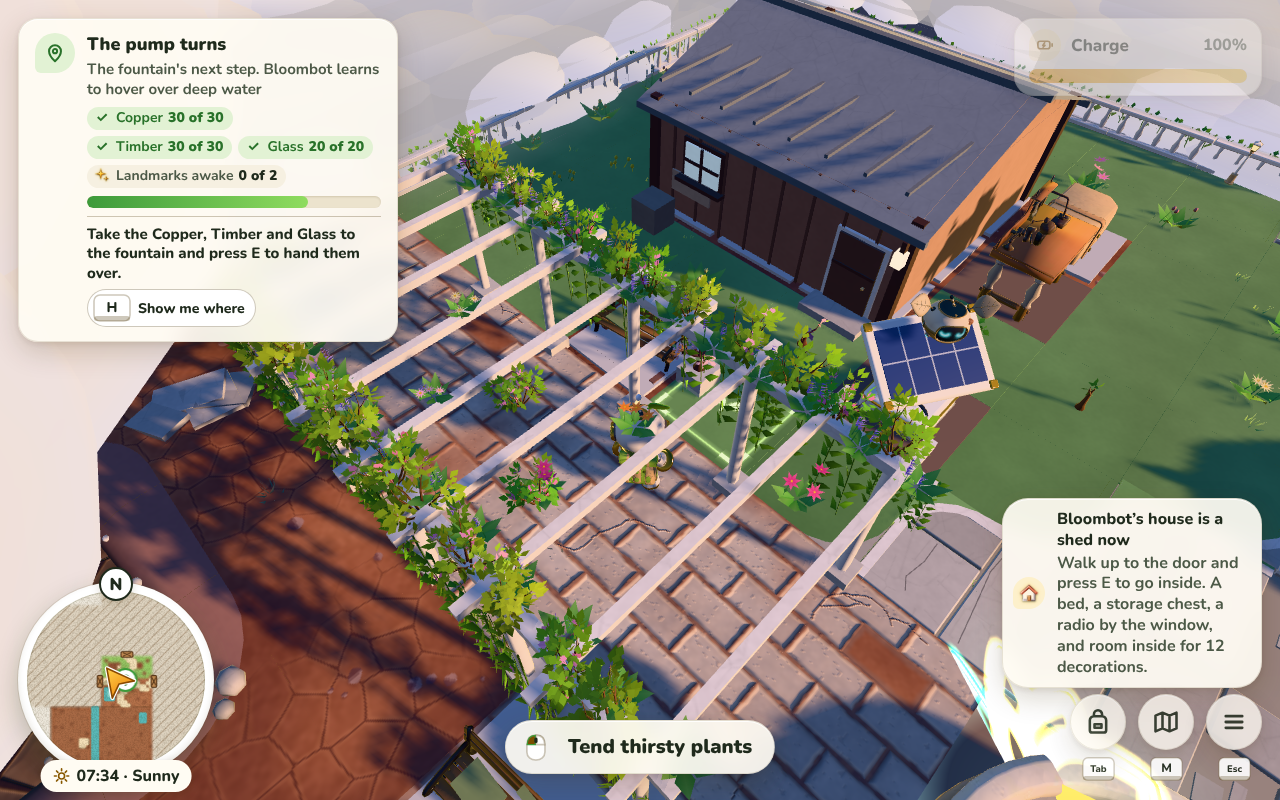 The pump turns
The fountain's next step. Bloombot learns
to hover over deep water
Copper 30 of 30
Timber 30 of 30 Glass 20 of 20
Landmarks awake 0 of 2
Take the Copper, Timber and Glass to
the fountain and press E to hand them
over.
H Show me where
Charge 100%
Bloombot’s house is a
shed now
Walk up to the door and
press E to go inside. A
bed, a storage chest, a
radio by the window,
and room inside for 12
decorations.
N
07:34 · Sunny
Tend thirsty plants
Tab M Esc